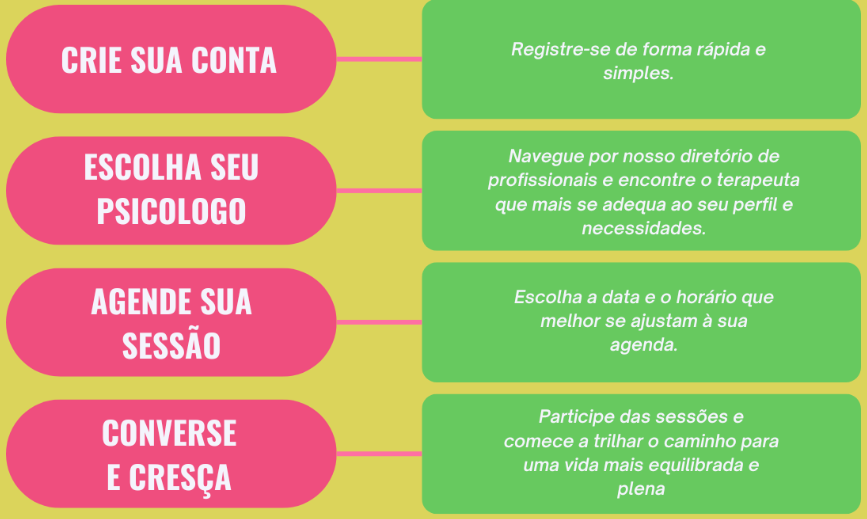 CRIE SUA CONTA
Registre-se de forma rápida e
simples.
ESCOLHA SEU
PSICOLOGO
Navegue por nosso diretório de
profissionais e encontre o terapeuta
que mais se adequa ao seu perfil e
necessidades.
AGENDE SUA
SESSÃO
Escolha a data e o horário que
melhor se ajustam à sua
agenda.
CONVERSE
E CRESÇA
Participe das sessões e
comece a trilhar o caminho para
uma vida mais equilibrada e
plena